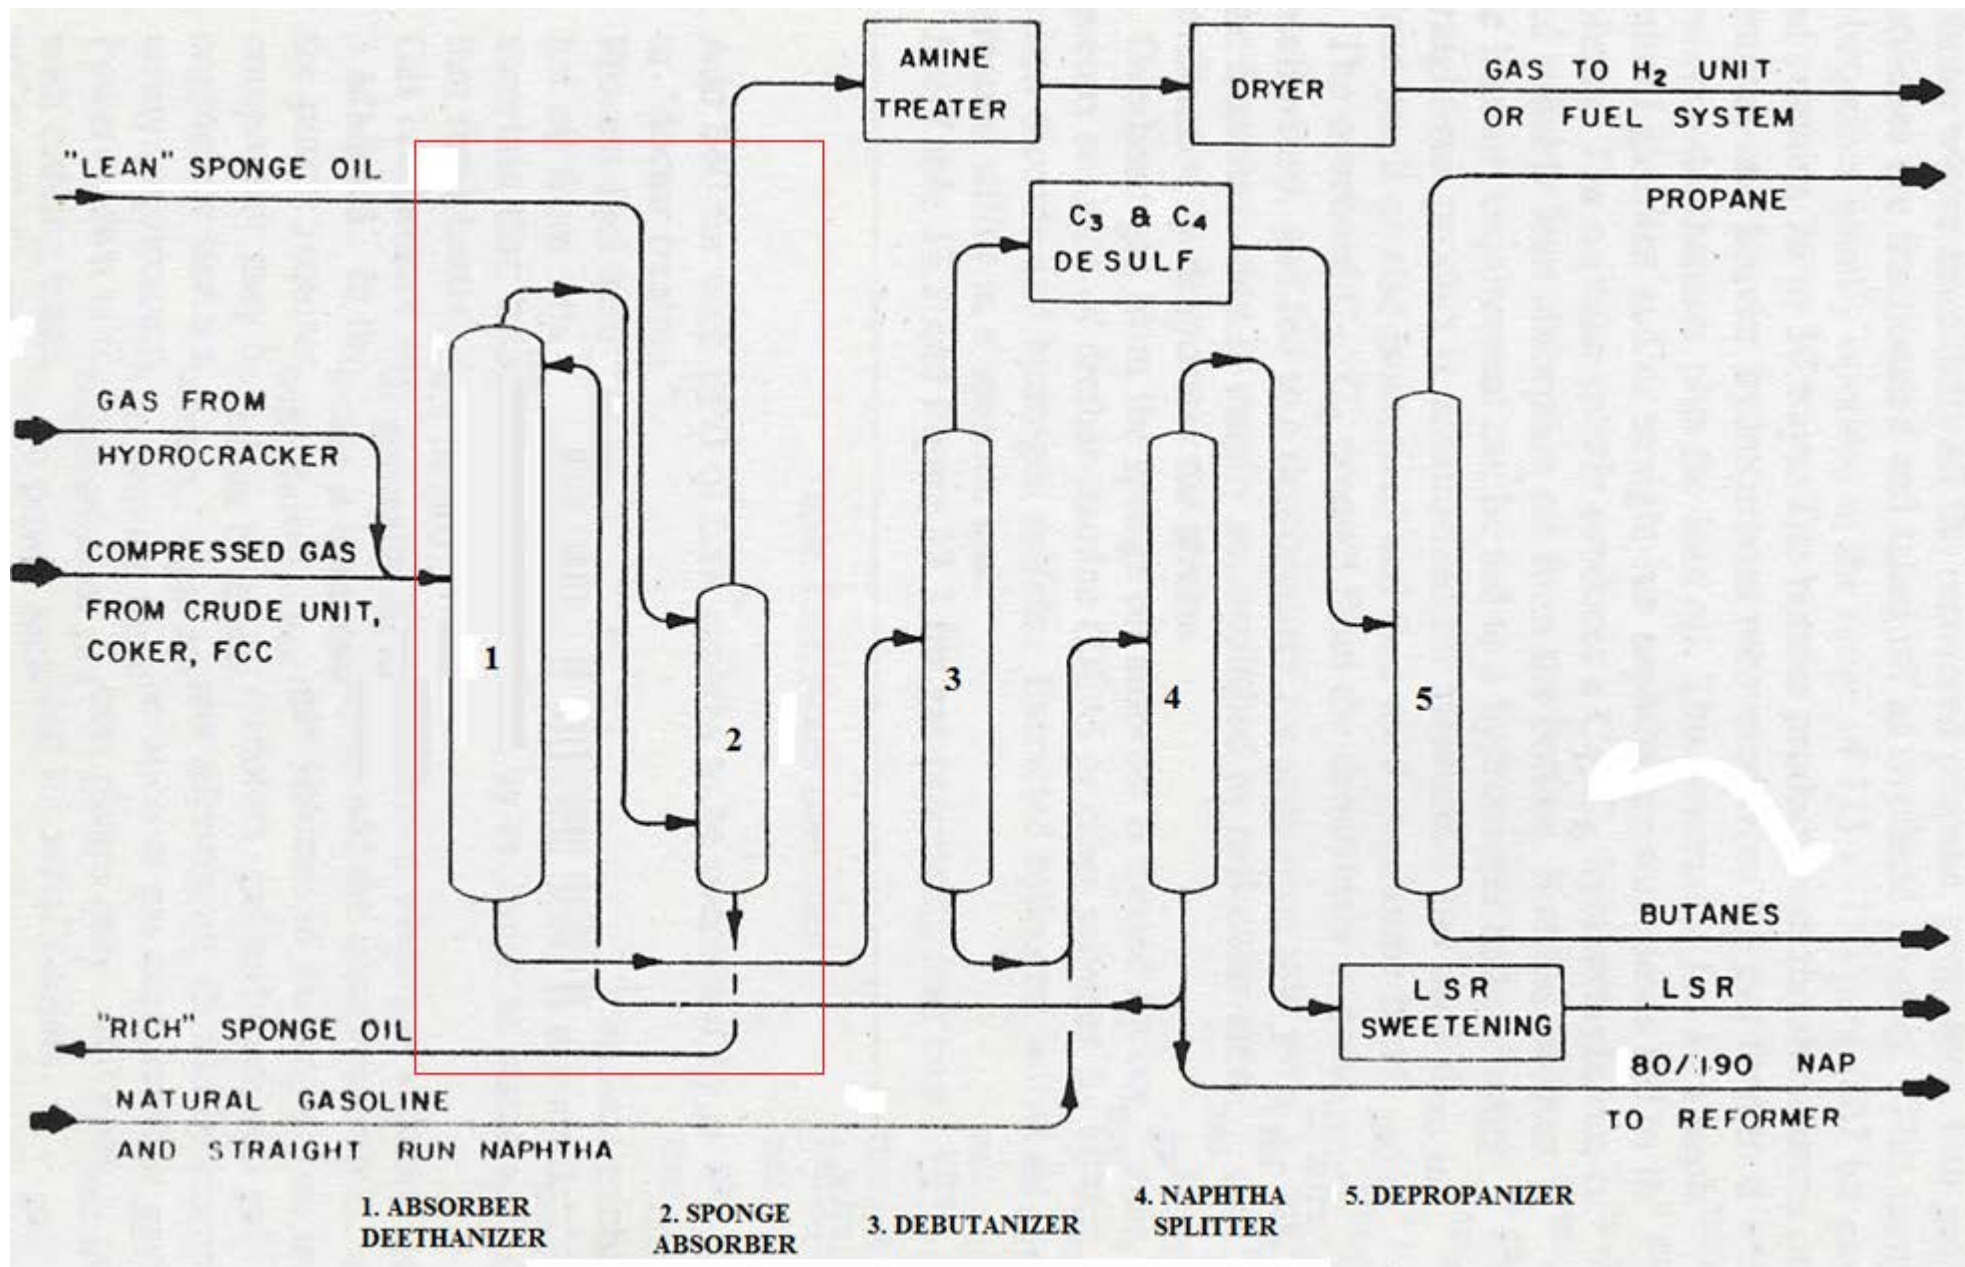 AMINE
TREATER
DRYER
GAS TO H₂ UNIT
OR FUEL SYSTEM
"LEAN" SPONGE OIL
PROPANE
C₃ & C₄
DESULF
GAS FROM
HYDROCRACKER
COMPRESSED GAS
FROM CRUDE UNIT,
COKER, FCC
1
2
3
4
5
BUTANES
LSR
SWEETENING
LSR
"RICH" SPONGE OIL
80/190 NAP
TO REFORMER
NATURAL GASOLINE
AND STRAIGHT RUN NAPHTHA
1. ABSORBER
DEETHANIZER
2. SPONGE
ABSORBER
3. DEBUTANIZER
4. NAPHTHA
SPLITTER
5. DEPROPANIZER